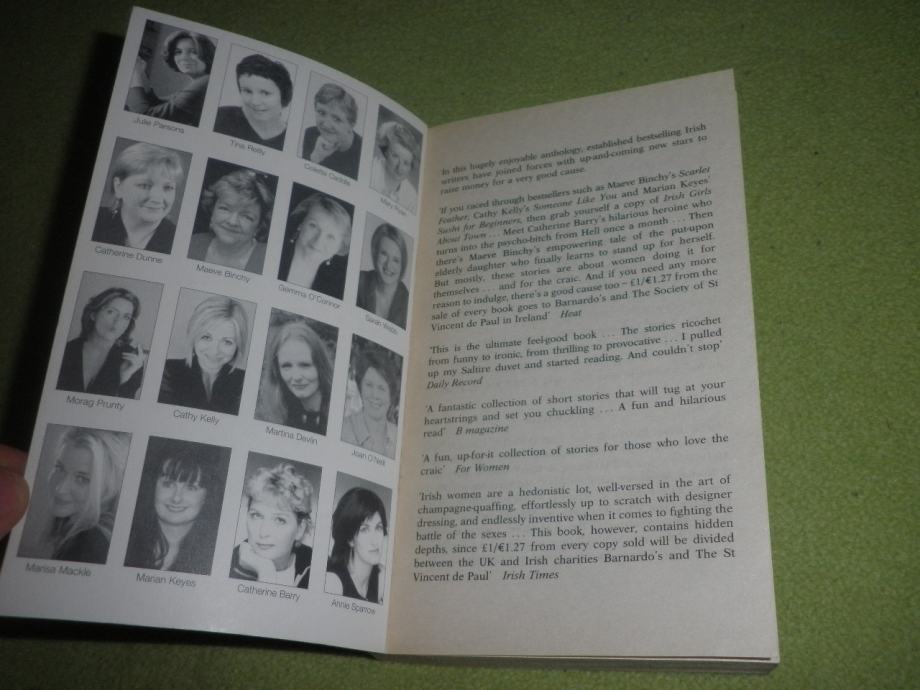 Julie Parsons
Tina Reilly
Colette Caddle
Mary Ryan
Catherine Dunne
Maeve Binchy
Gemma O'Connor
Sarah Webb
Morag Prunty
Cathy Kelly
Martina Devlin
Joan O'Neill
Marisa Mackle
Marian Keyes
Catherine Barry
Annie Sparrow
In this hugely enjoyable anthology, established bestselling Irish
writers have joined forces with up-and-coming new stars to
raise money for a very good cause.
'If you raced through bestsellers such as Maeve Binchy's Scarlet
Feather, Cathy Kelly's Someone Like You and Marian Keyes'
Sushi for Beginners, then grab yourself a copy of Irish Girls
About Town . . . Meet Catherine Barry's hilarious heroine who
turns into the psycho-bitch from Hell once a month . . . Then
there's Maeve Binchy's empowering tale of the put-upon
elderly daughter who finally learns to stand up for herself.
But mostly, these stories are about women doing it for
themselves . . . and for the craic. And if you need any more
reason to indulge, there's a good cause too – £1/€1.27 from the
sale of every book goes to Barnardo's and The Society of St
Vincent de Paul in Ireland' Heat
'This is the ultimate feel-good book . . . The stories ricochet
from funny to ironic, from thrilling to provocative . . . I pulled
up my Saltire duvet and started reading. And couldn't stop'
Daily Record
'A fantastic collection of short stories that will tug at your
heartstrings and set you chuckling . . . A fun and hilarious
read' B magazine
'A fun, up-for-it collection of stories for those who love the
craic' For Women
'Irish women are a hedonistic lot, well-versed in the art of
champagne-quaffing, effortlessly up to scratch with designer
dressing, and endlessly inventive when it comes to fighting the
battle of the sexes . . . This book, however, contains hidden
depths, since £1/€1.27 from every copy sold will be divided
between the UK and Irish charities Barnardo's and The St
Vincent de Paul' Irish Times